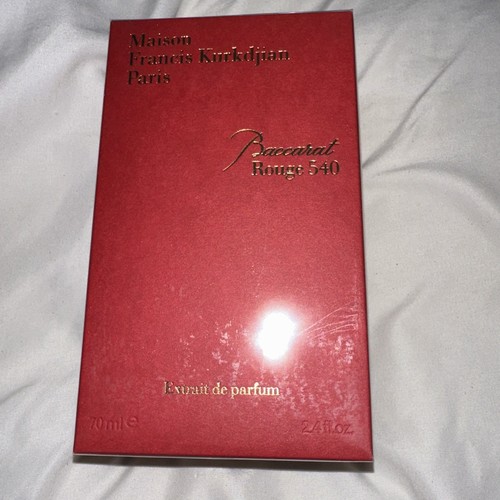 Maison
Francis Kurkdjian
Paris
Baccarat
Rouge 540
Extrait de parfum
70 ml ℮ 2.4 fl.oz.